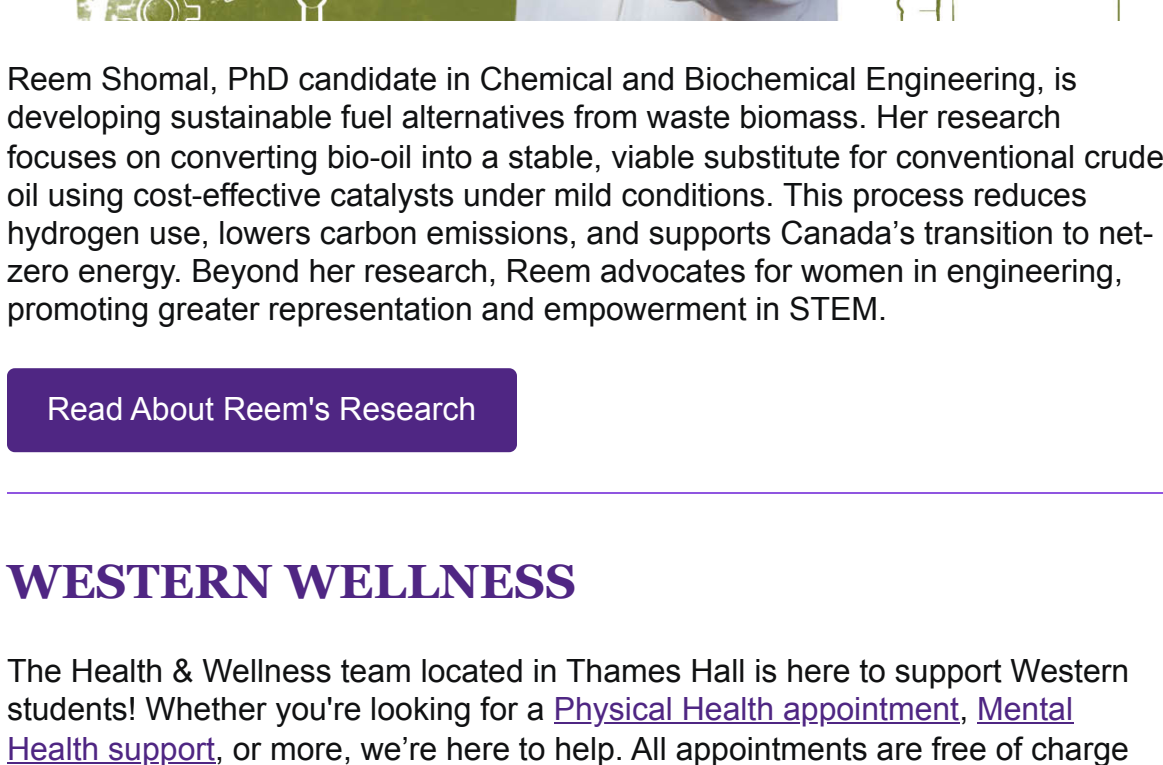 Reem Shomal, PhD candidate in Chemical and Biochemical Engineering, is
developing sustainable fuel alternatives from waste biomass. Her research
focuses on converting bio-oil into a stable, viable substitute for conventional crude
oil using cost-effective catalysts under mild conditions. This process reduces
hydrogen use, lowers carbon emissions, and supports Canada’s transition to net-
zero energy. Beyond her research, Reem advocates for women in engineering,
promoting greater representation and empowerment in STEM.
Read About Reem's Research
WESTERN WELLNESS
The Health & Wellness team located in Thames Hall is here to support Western
students! Whether you're looking for a Physical Health appointment, Mental
Health support, or more, we’re here to help. All appointments are free of charge